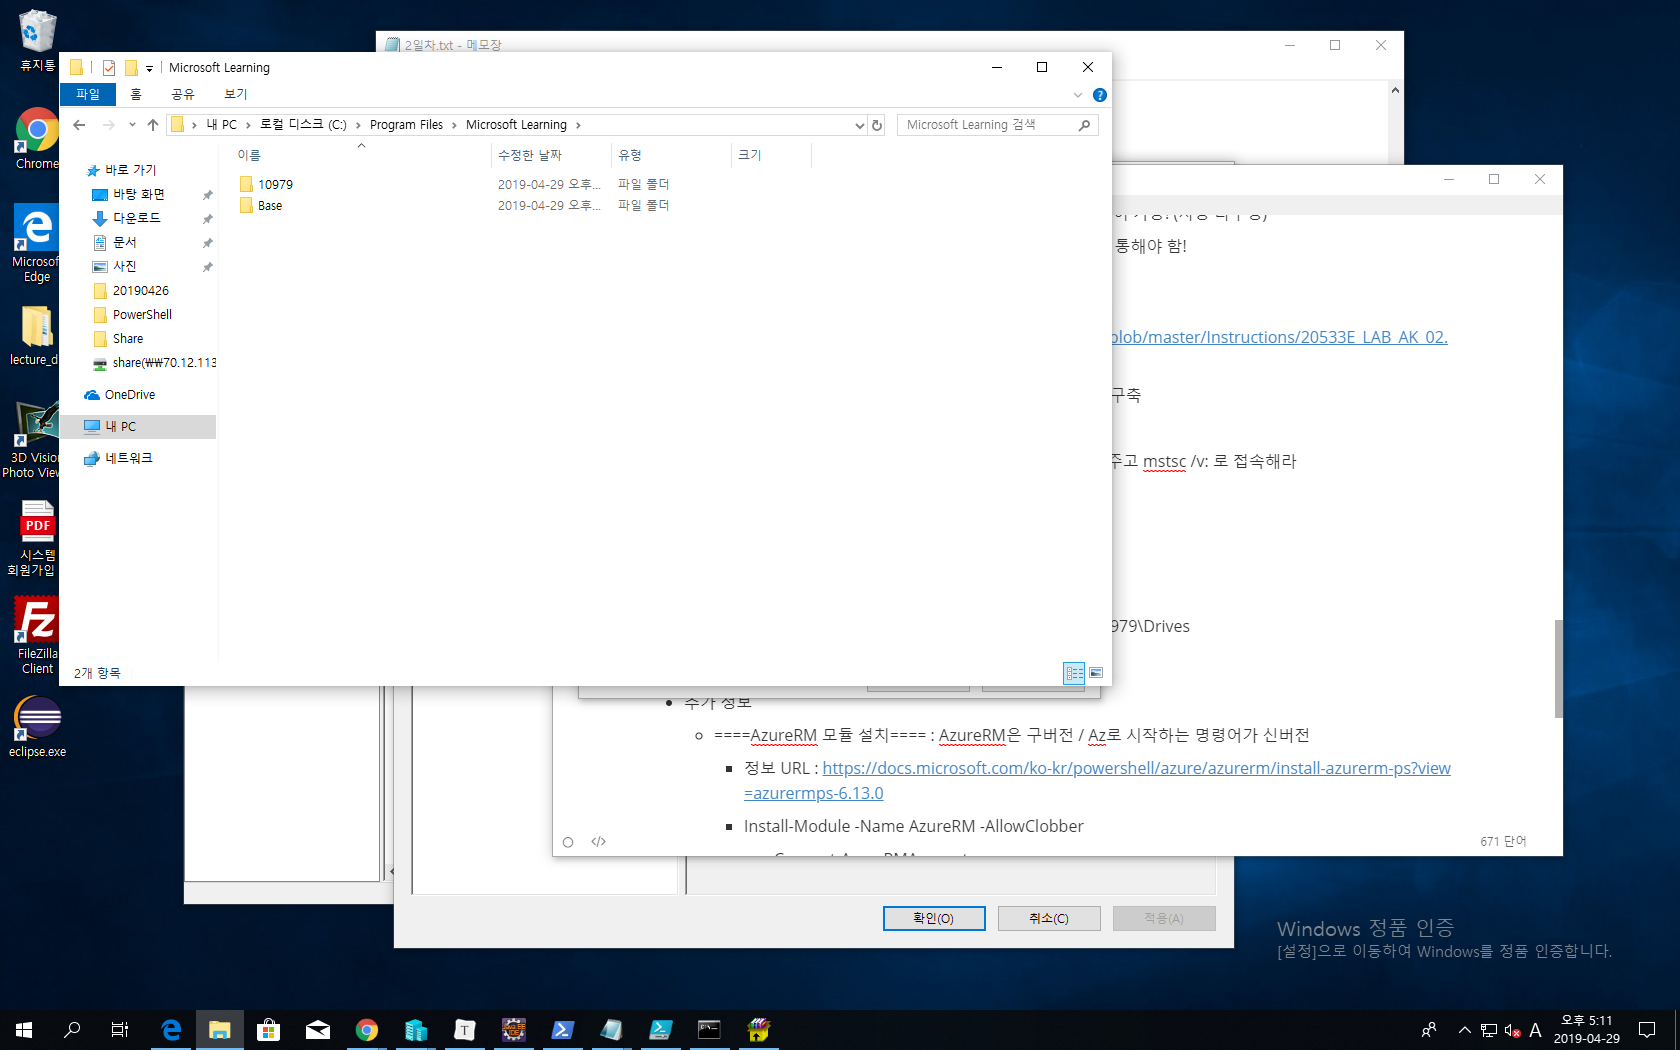 휴지통
Chrome
Microsof
Edge
lecture_d
3D Visio
Photo View
PDF
시스템
회원가입
FileZilla
Client
eclipse.exe
2일차.txt - 메모장
Microsoft Learning
파일
홈
공유
보기
내 PC
로컬 디스크 (C:)
Program Files
Microsoft Learning
Microsoft Learning 검색
이름
수정한 날짜
유형
크기
10979
2019-04-29 오후...
파일 폴더
Base
2019-04-29 오후...
파일 폴더
바로 가기
바탕 화면
다운로드
문서
사진
20190426
PowerShell
Share
share(₩₩70.12.113
OneDrive
내 PC
네트워크
2개 항목
통해야 함!
blob/master/Instructions/20533E_LAB_AK_02.
구축
주고 mstsc /v: 로 접속해라
979\Drives
추가 정보
====AzureRM 모듈 설치==== : AzureRM은 구버전 / Az로 시작하는 명령어가 신버전
정보 URL : https://docs.microsoft.com/ko-kr/powershell/azure/azurerm/install-azurerm-ps?view
=azurermps-6.13.0
Install-Module -Name AzureRM -AllowClobber
671 단어
확인(O)
취소(C)
적용(A)
Windows 정품 인증
[설정]으로 이동하여 Windows를 정품 인증합니다.
A
오후 5:11
2019-04-29